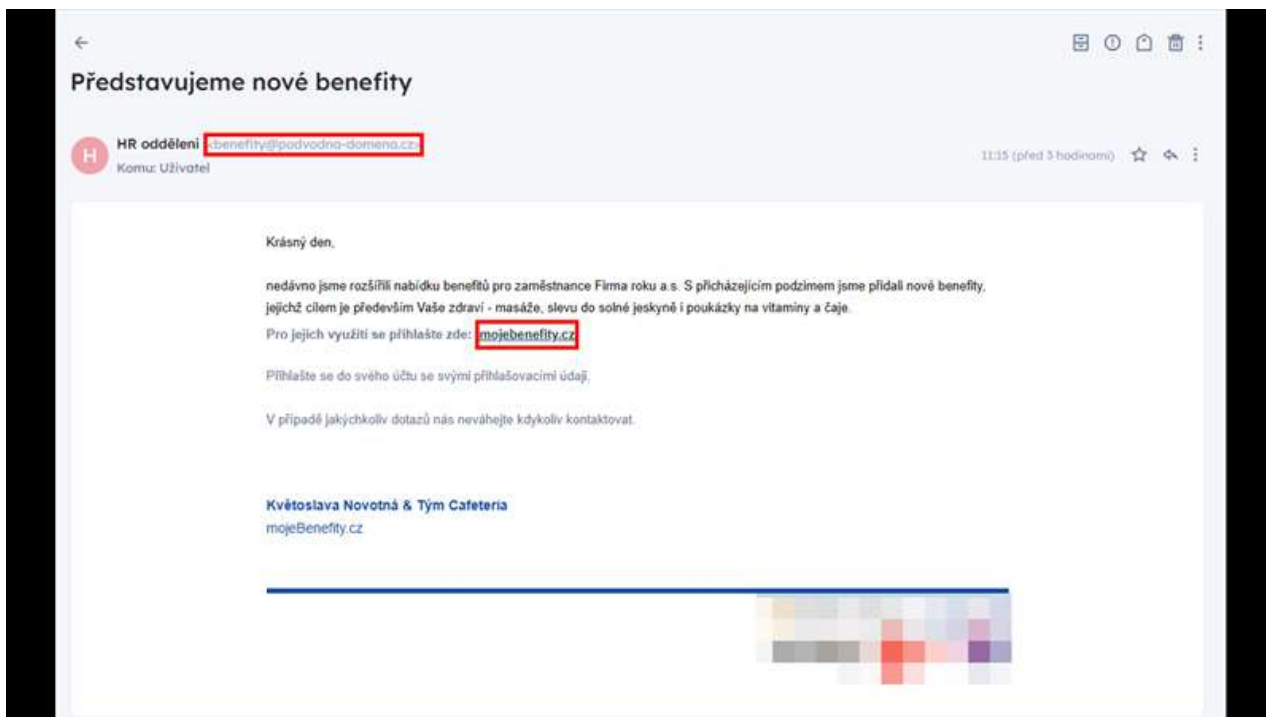 Představujeme nové benefity
HR oddělení <benefity@podvodna-domena.cz>
Komu: Uživatel
11:15 (před 3 hodinami)
H
Krásný den,
nedávno jsme rozšířili nabídku benefitů pro zaměstnance Firma roku a.s. S přicházejícím podzimem jsme přidali nové benefity,
jejichž cílem je především Vaše zdraví - masáže, slevu do solné jeskyně i poukázky na vitamíny a čaje.
Pro jejich využití se přihlašte zde: mojebenefity.cz
Přihlašte se do svého účtu se svými přihlašovacími údaji.
V případě jakýchkoliv dotazů nás neváhejte kdykoliv kontaktovat.
Květoslava Novotná & Tým Cafeteria
mojeBenefity.cz